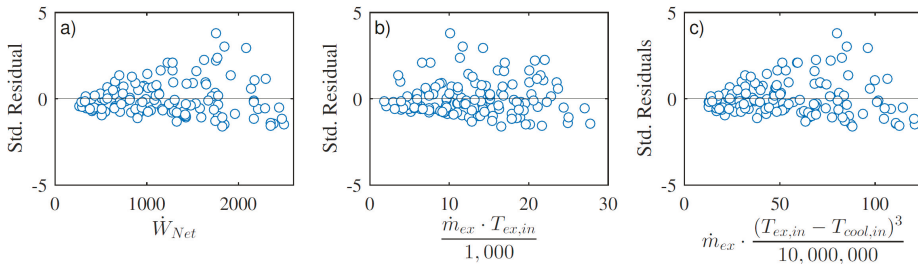 a)
5
0
-5
Std. Residual
0 1000 2000
Ẇ_Net
b)
5
0
-5
Std. Residual
0 10 20 30
ṁ_ex · T_ex,in
1,000
c)
5
0
-5
Std. Residuals
0 50 100
ṁ_ex · (T_ex,in − T_cool,in)³
10,000,000